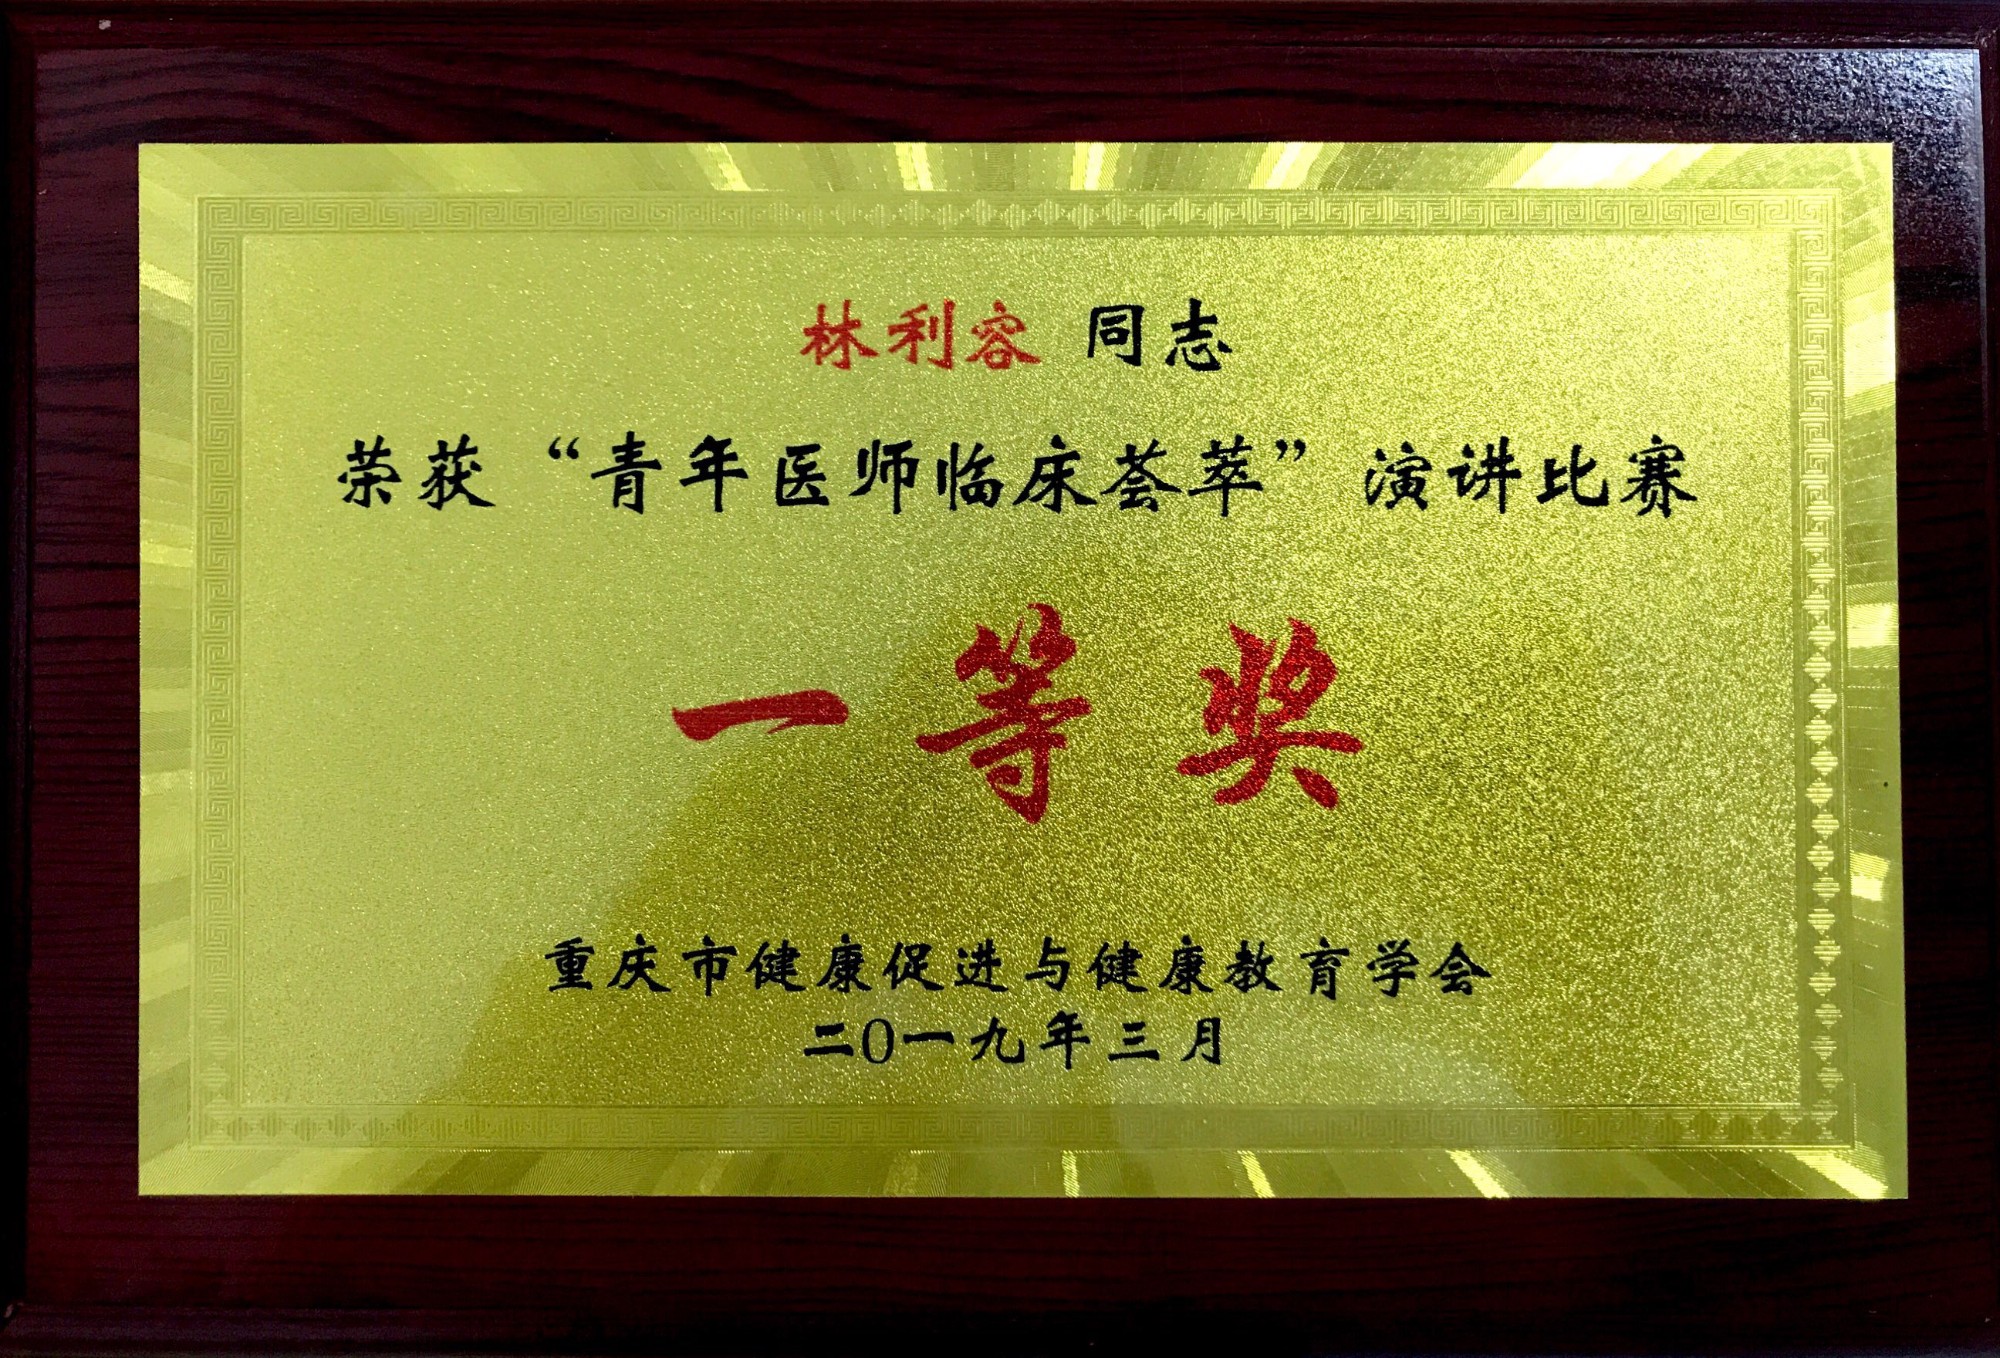 林利容 同志
荣获“青年医师临床荟萃”演讲比赛
一等奖
重庆市健康促进与健康教育学会
二0一九年三月